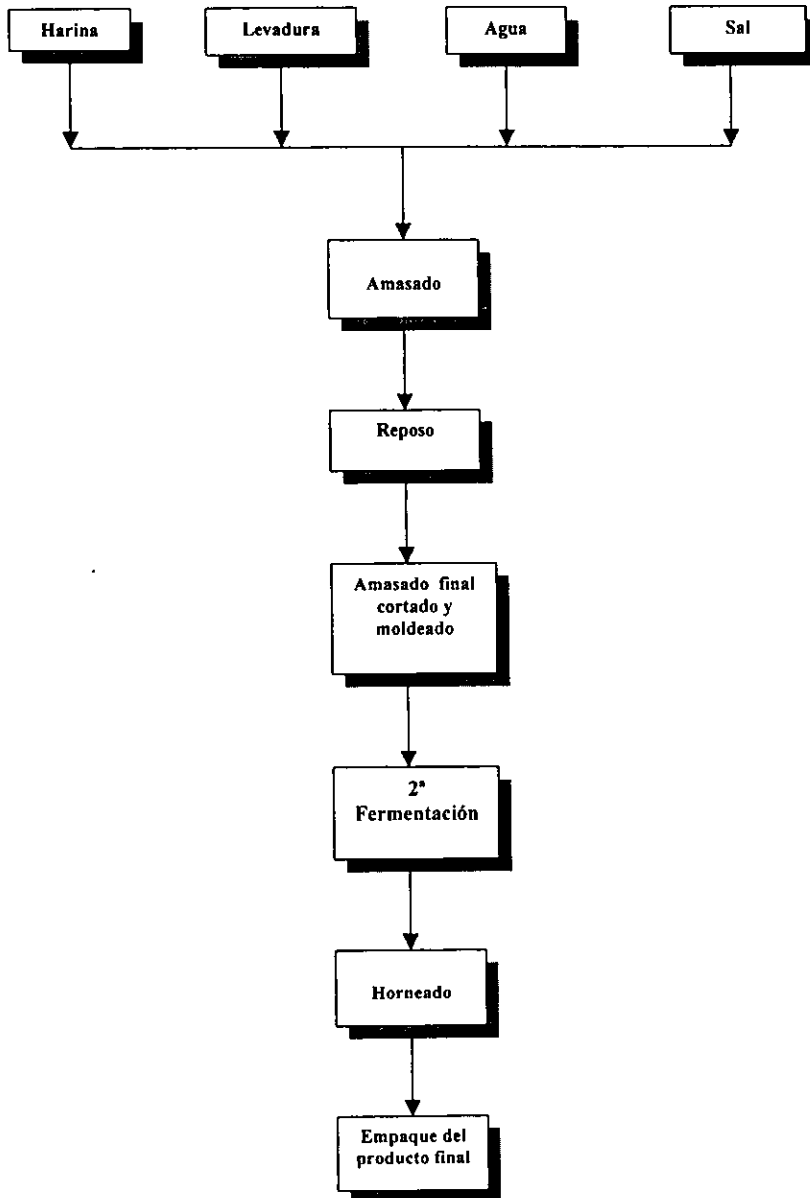 Harina
Levadura
Agua
Sal
Amasado
Reposo
Amasado final
cortado y
moldeado
2ª
Fermentación
Horneado
Empaque del
producto final